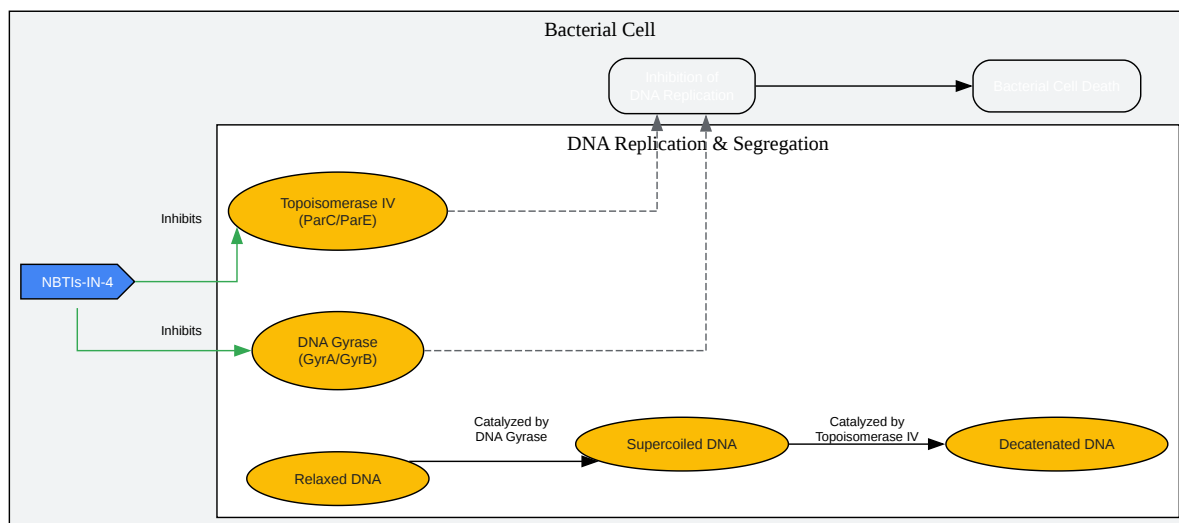 Bacterial Cell
Inhibition of
DNA Replication
Bacterial Cell Death
DNA Replication & Segregation
Topoisomerase IV
(ParC/ParE)
Inhibits
NBTIs-IN-4
Inhibits
DNA Gyrase
(GyrA/GyrB)
Catalyzed by
DNA Gyrase
Supercoiled DNA
Catalyzed by
Topoisomerase IV
Decatenated DNA
Relaxed DNA